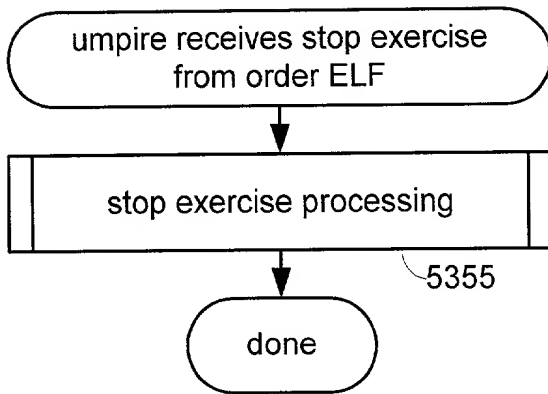 umpire receives stop exercise
from order ELF
stop exercise processing
5355
done